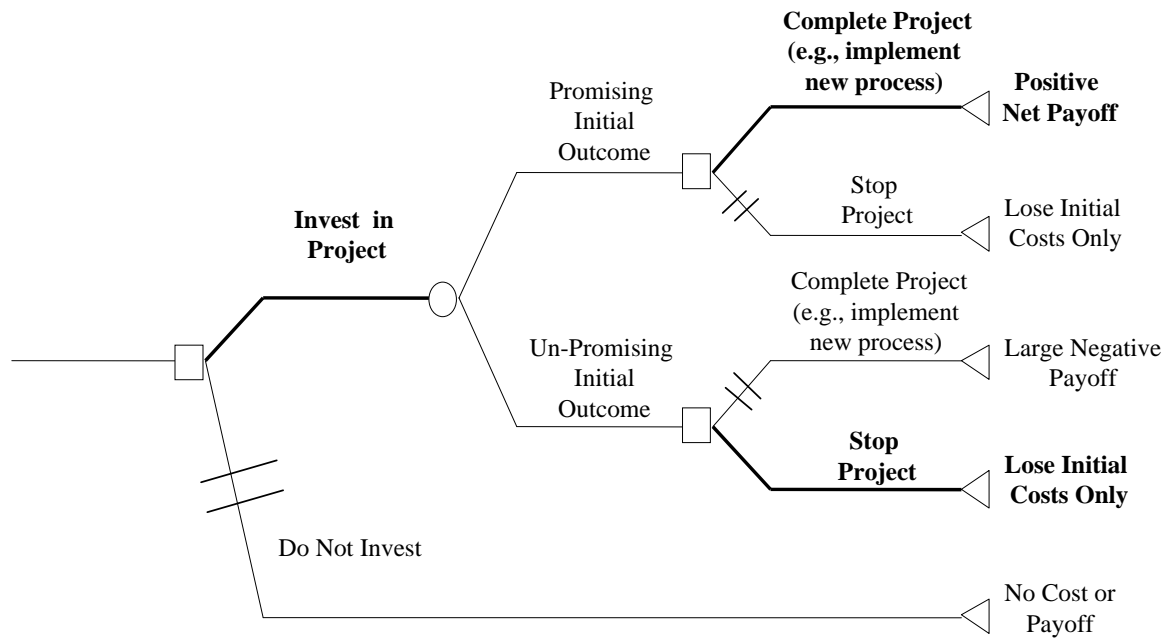 Complete Project
(e.g., implement
new process)
Positive
Net Payoff
Promising
Initial
Outcome
Stop
Project
Lose Initial
Costs Only
Invest in
Project
Complete Project
(e.g., implement
new process)
Large Negative
Payoff
Un-Promising
Initial
Outcome
Stop
Project
Lose Initial
Costs Only
Do Not Invest
No Cost or
Payoff